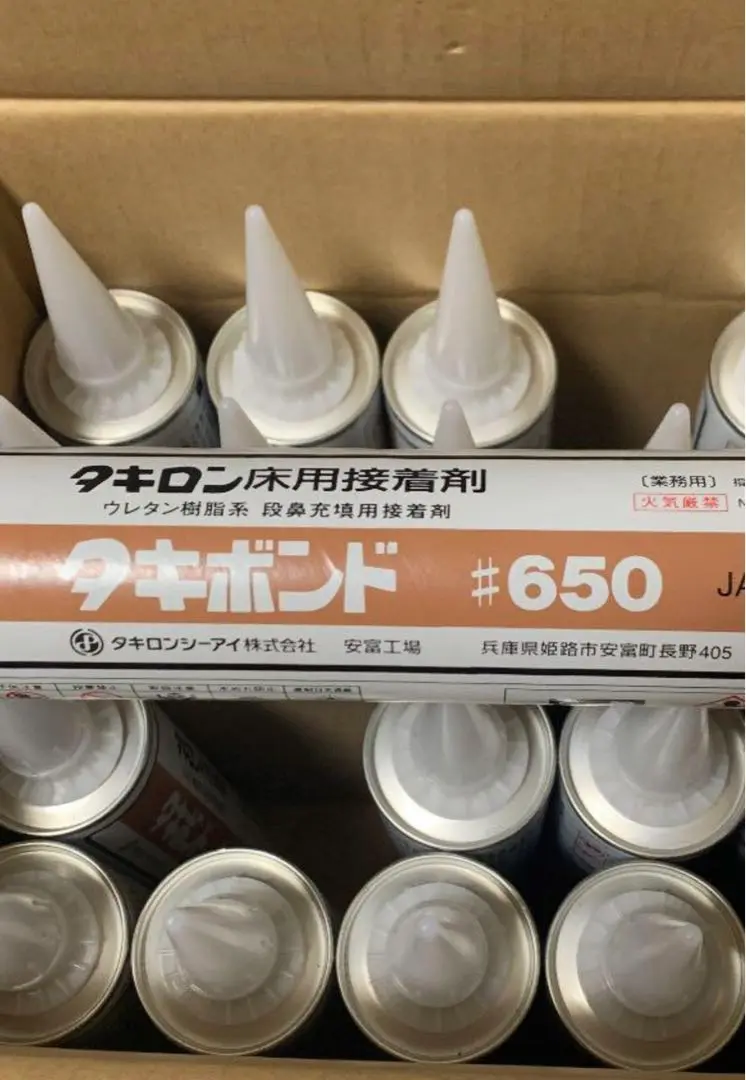 タキロン床用接着剤
〔業務用〕
ウレタン樹脂系 段鼻充填用接着剤
火気厳禁
タキボンド #650 JA
タキロンシーアイ株式会社 安富工場 兵庫県姫路市安富町長野405